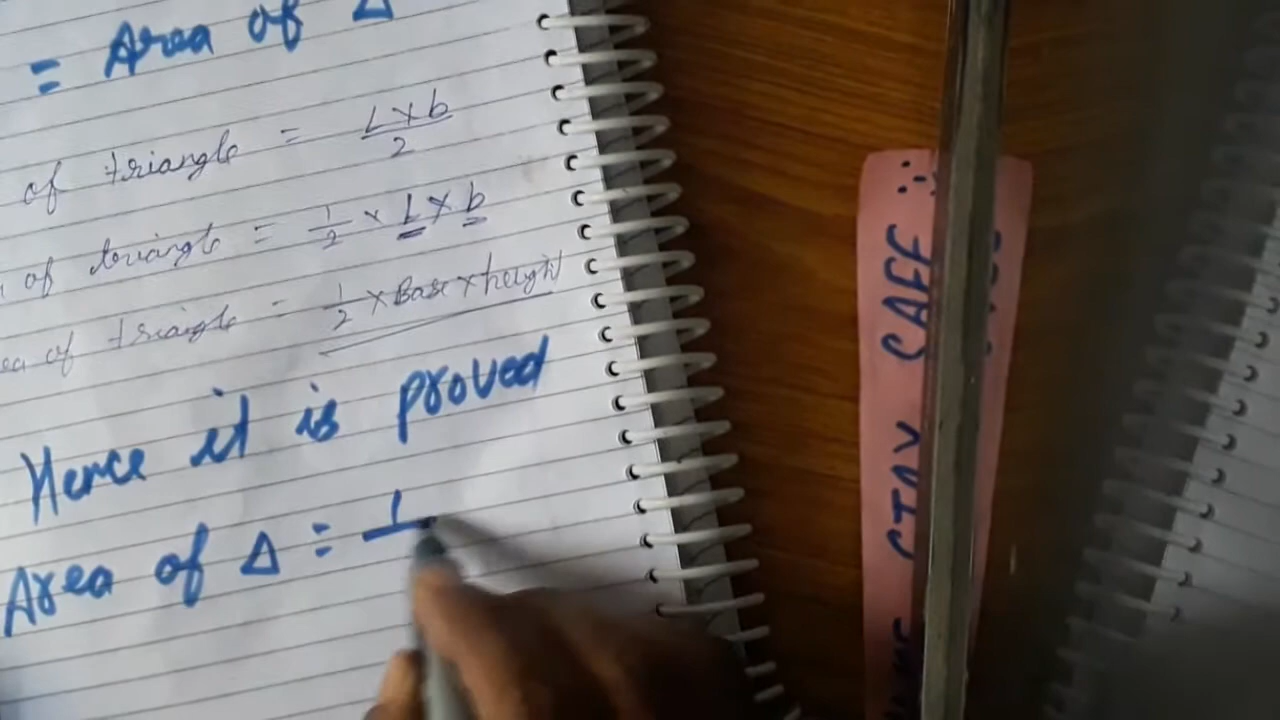 = Area of Δ
of triangle = L×b/2
of triangle = 1/2 × L × b
of triangle = 1/2 × Base × height
Hence it is proved
Area of Δ = 1
STAY SAFE